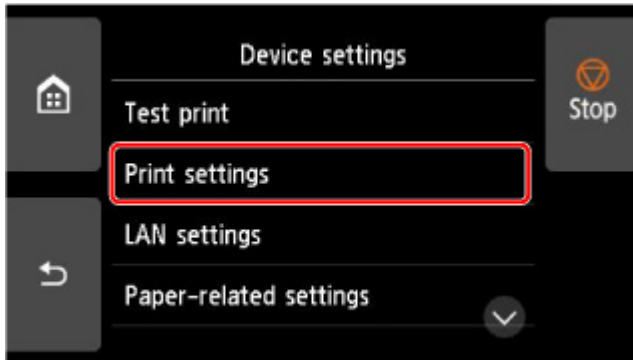 Device settings
Test print
Stop
Print settings
LAN settings
Paper-related settings